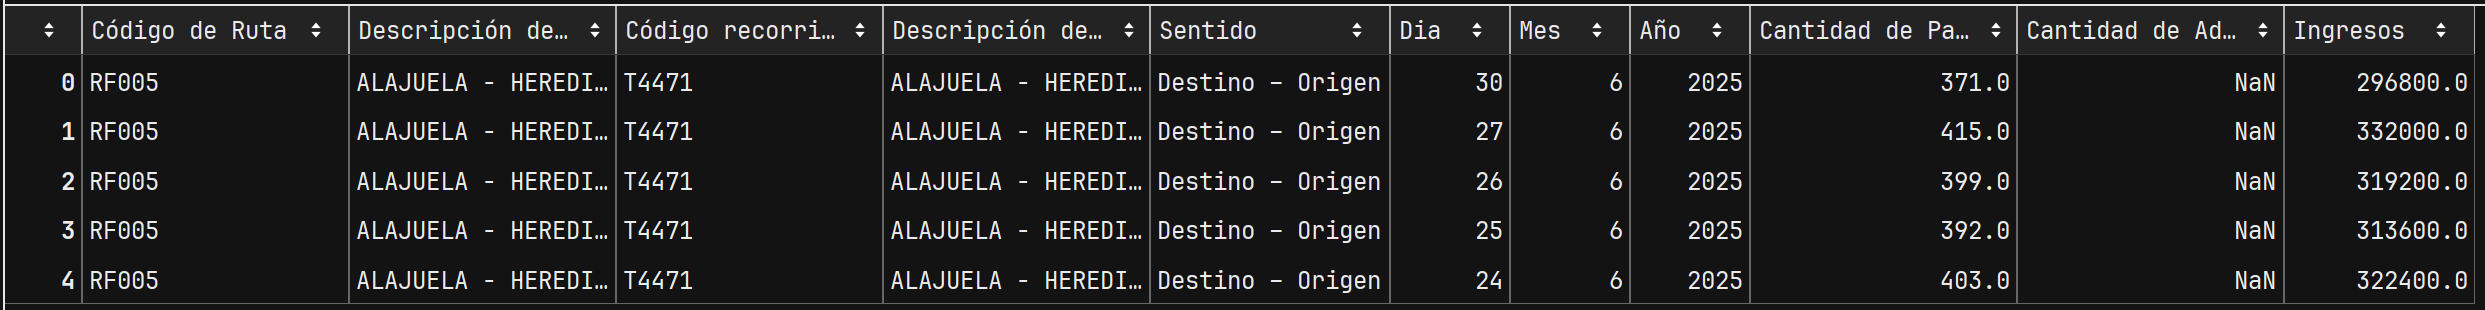 Código de Ruta Descripción de… Código recorri… Descripción de… Sentido Dia Mes Año Cantidad de Pa… Cantidad de Ad… Ingresos
0 RF005 ALAJUELA - HEREDI… T4471 ALAJUELA - HEREDI… Destino – Origen 30 6 2025 371.0 NaN 296800.0
1 RF005 ALAJUELA - HEREDI… T4471 ALAJUELA - HEREDI… Destino – Origen 27 6 2025 415.0 NaN 332000.0
2 RF005 ALAJUELA - HEREDI… T4471 ALAJUELA - HEREDI… Destino – Origen 26 6 2025 399.0 NaN 319200.0
3 RF005 ALAJUELA - HEREDI… T4471 ALAJUELA - HEREDI… Destino – Origen 25 6 2025 392.0 NaN 313600.0
4 RF005 ALAJUELA - HEREDI… T4471 ALAJUELA - HEREDI… Destino – Origen 24 6 2025 403.0 NaN 322400.0